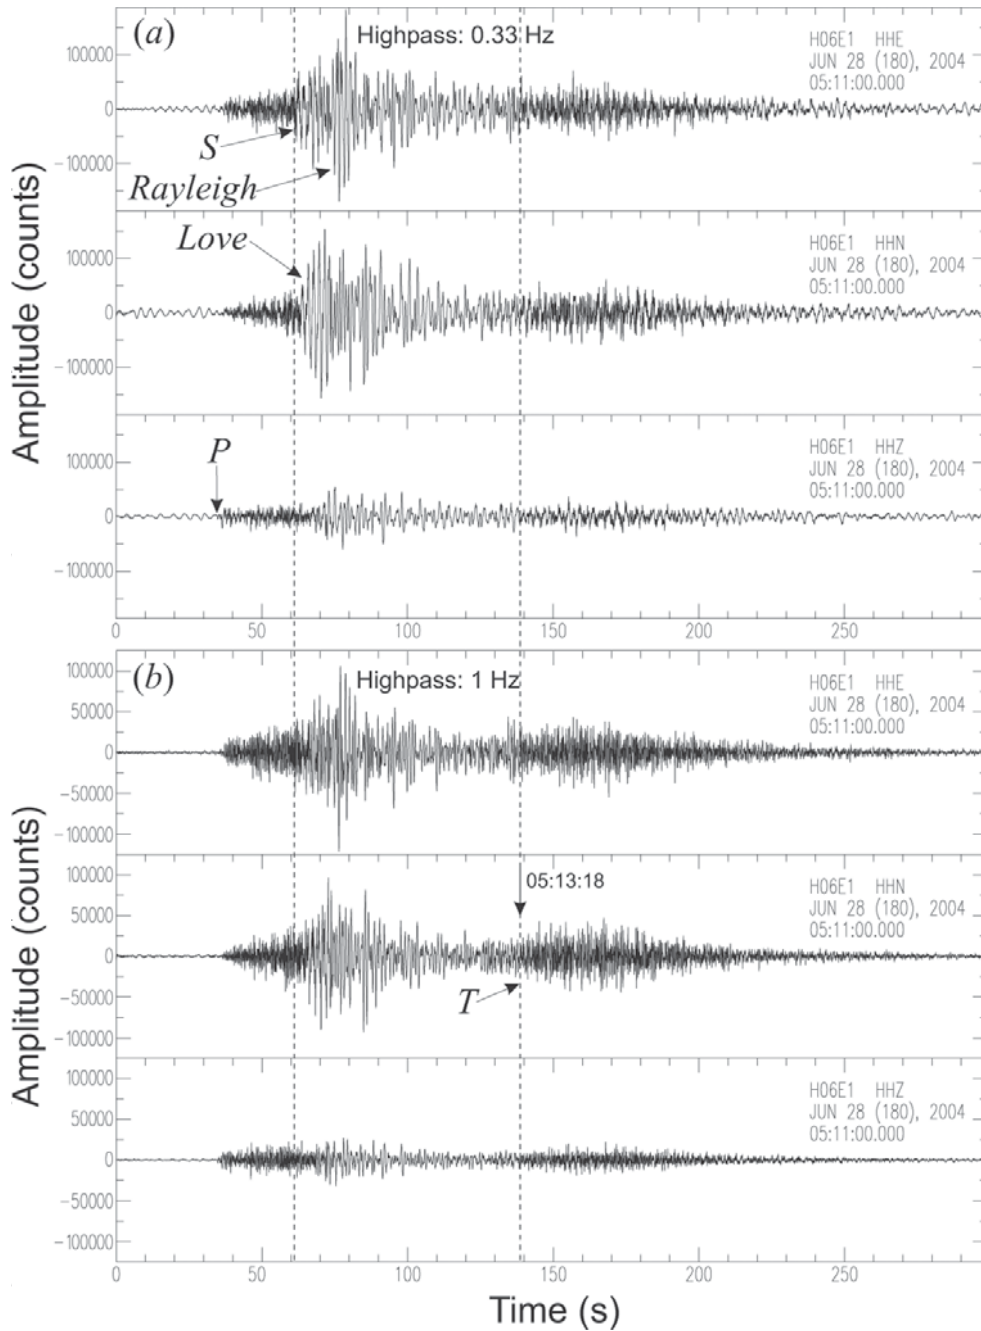 (a)
Highpass: 0.33 Hz
H06E1 HHE
JUN 28 (180), 2004
05:11:00.000
100000
0
−100000
S
Rayleigh
Love
H06E1 HHN
JUN 28 (180), 2004
05:11:00.000
100000
0
−100000
P
H06E1 HHZ
JUN 28 (180), 2004
05:11:00.000
100000
0
−100000
Amplitude (counts)
0 50 100 150 200 250
(b)
Highpass: 1 Hz
H06E1 HHE
JUN 28 (180), 2004
05:11:00.000
100000
50000
0
−50000
−100000
05:13:18
H06E1 HHN
JUN 28 (180), 2004
05:11:00.000
100000
50000
0
−50000
−100000
T
H06E1 HHZ
JUN 28 (180), 2004
05:11:00.000
100000
50000
0
−50000
−100000
Amplitude (counts)
0 50 100 150 200 250
Time (s)